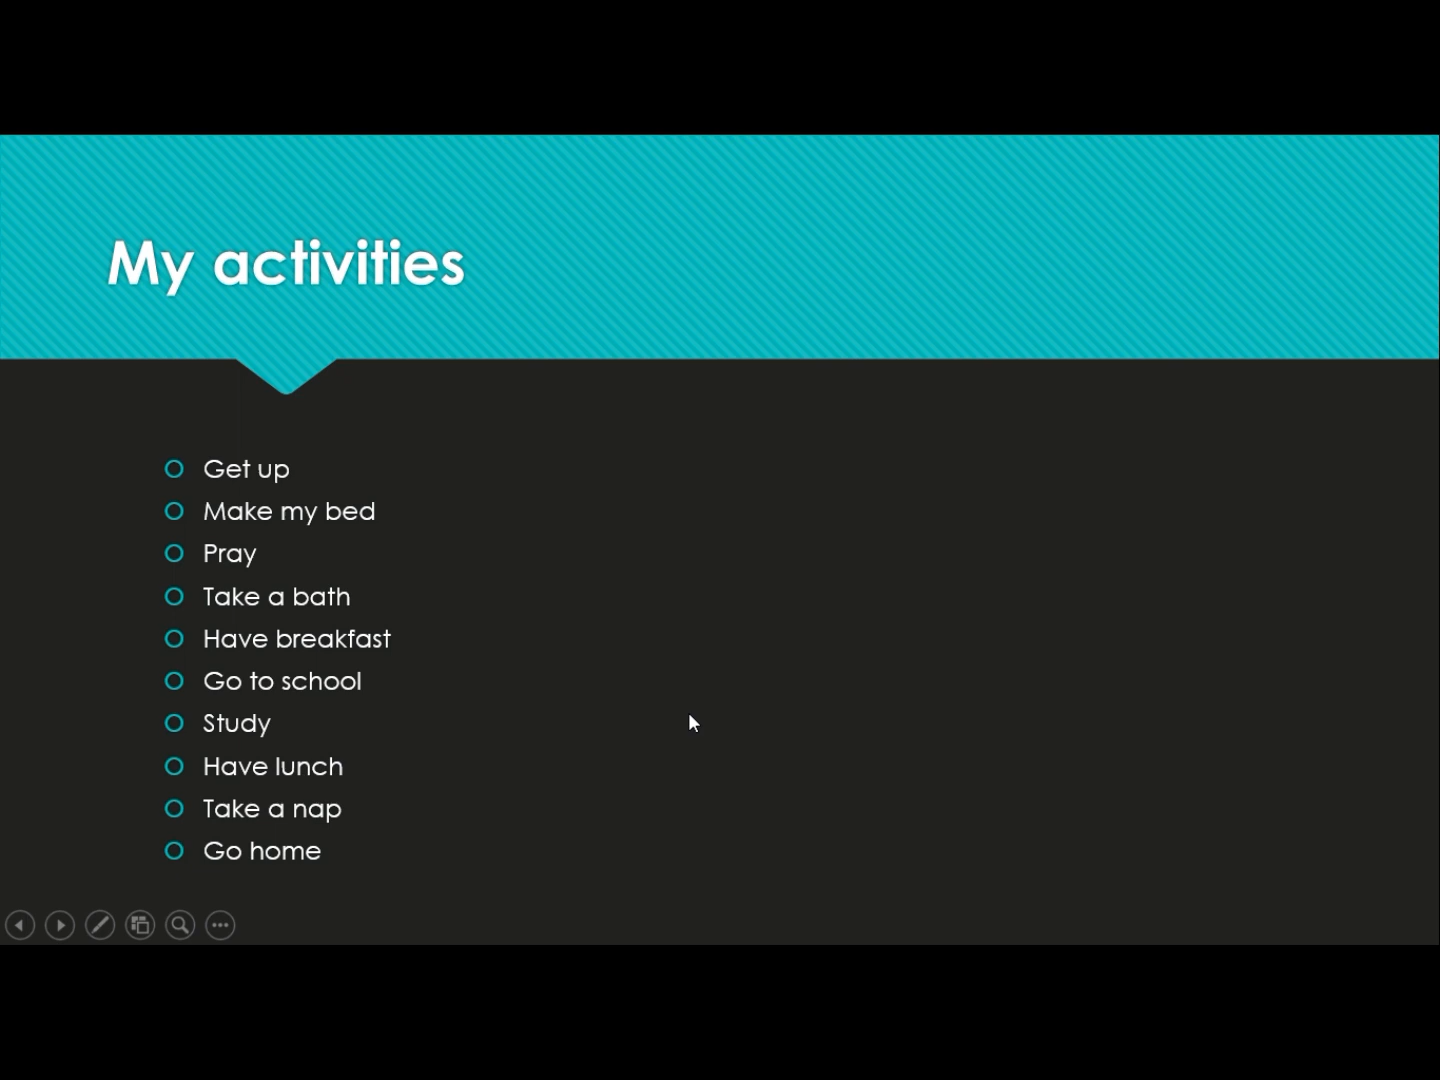 My activities
Get up
Make my bed
Pray
Take a bath
Have breakfast
Go to school
Study
Have lunch
Take a nap
Go home